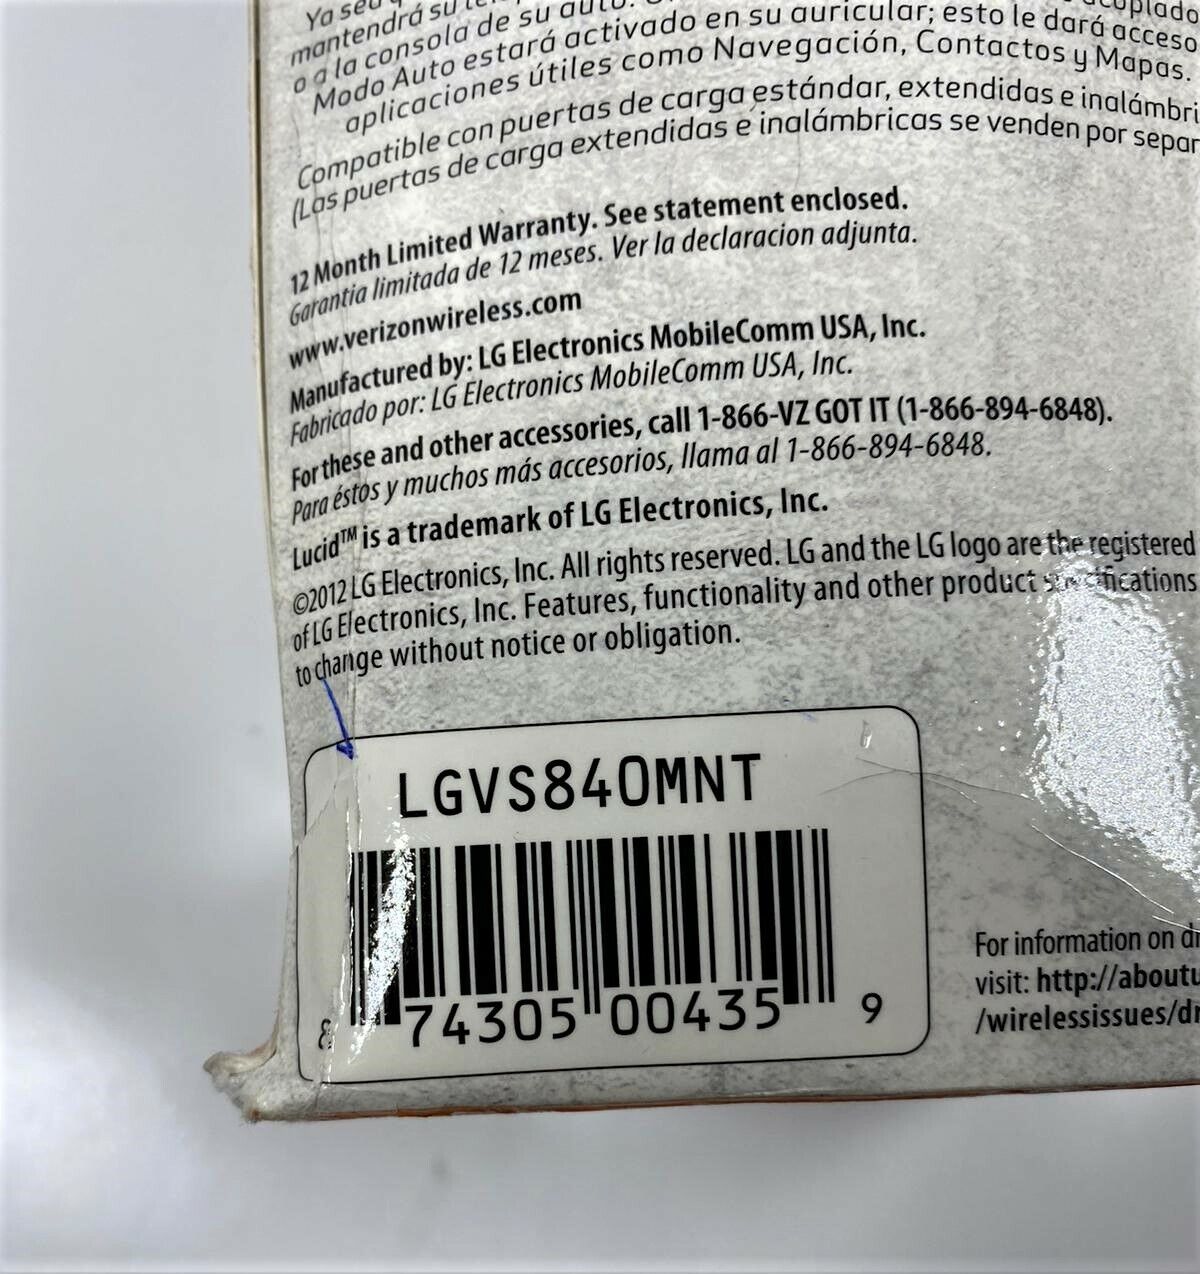 Ya sea
mantendrá su
o a la consola de su auto.
Modo Auto estará activado en su auricular; esto le dará acceso
aplicaciones útiles como Navegación, Contactos y Mapas.
Compatible con puertas de carga estándar, extendidas e inalámbri
(Las puertas de carga extendidas e inalámbricas se venden por separ
12 Month Limited Warranty. See statement enclosed.
Garantia limitada de 12 meses. Ver la declaracion adjunta.
www.verizonwireless.com
Manufactured by: LG Electronics MobileComm USA, Inc.
Fabricado por: LG Electronics MobileComm USA, Inc.
For these and other accessories, call 1-866-VZ GOT IT (1-866-894-6848).
Para éstos y muchos más accesorios, llama al 1-866-894-6848.
Lucid™ is a trademark of LG Electronics, Inc.
©2012 LG Electronics, Inc. All rights reserved. LG and the LG logo are the registered
of LG Electronics, Inc. Features, functionality and other product specifications
to change without notice or obligation.
LGVS840MNT
8 74305 00435 9
For information on
visit: http://aboutu
/wirelessissues/dr